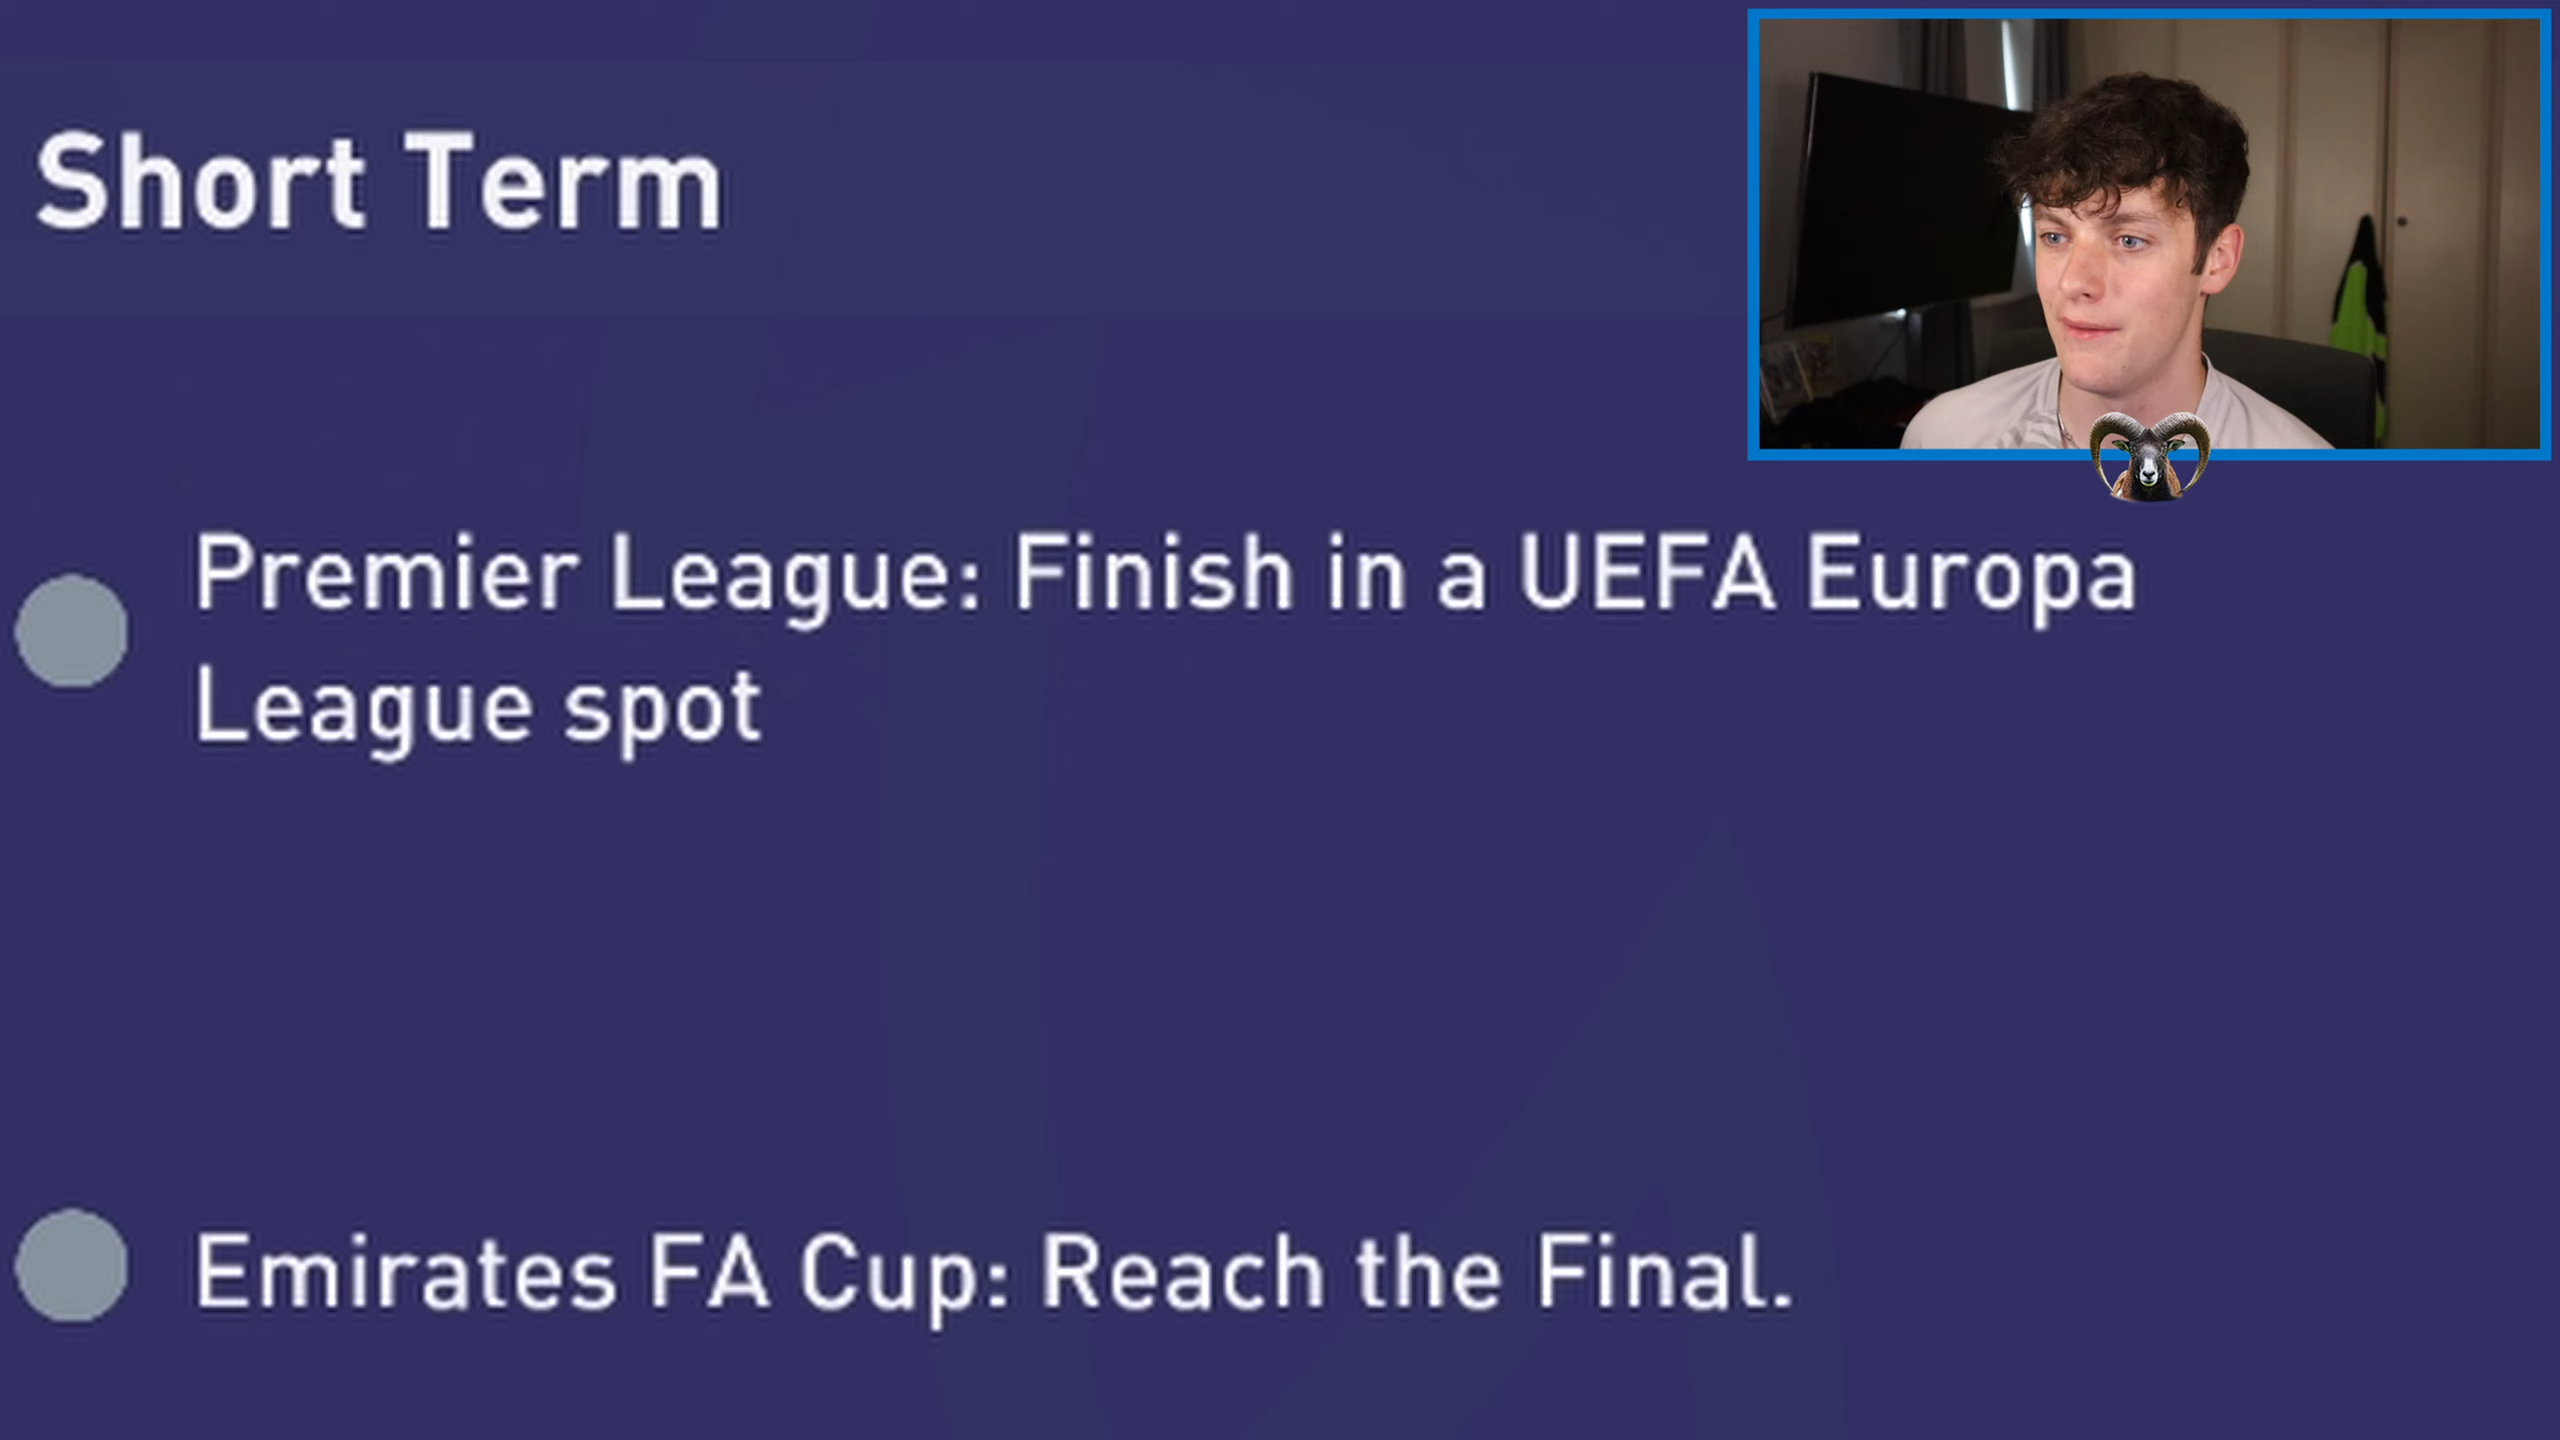 Short Term
Premier League: Finish in a UEFA Europa
League spot
Emirates FA Cup: Reach the Final.